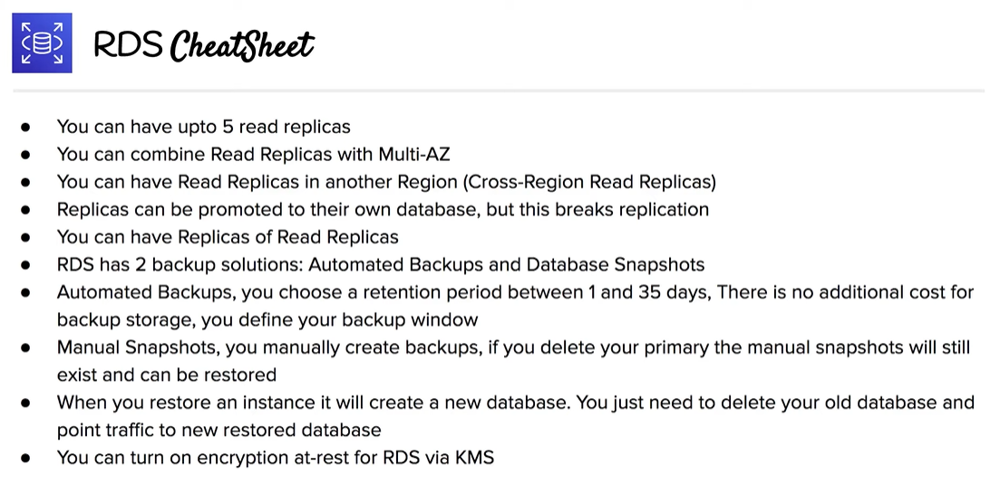 RDS CheatSheet
● You can have upto 5 read replicas
● You can combine Read Replicas with Multi-AZ
● You can have Read Replicas in another Region (Cross-Region Read Replicas)
● Replicas can be promoted to their own database, but this breaks replication
● You can have Replicas of Read Replicas
● RDS has 2 backup solutions: Automated Backups and Database Snapshots
● Automated Backups, you choose a retention period between 1 and 35 days, There is no additional cost for
backup storage, you define your backup window
● Manual Snapshots, you manually create backups, if you delete your primary the manual snapshots will still
exist and can be restored
● When you restore an instance it will create a new database. You just need to delete your old database and
point traffic to new restored database
● You can turn on encryption at-rest for RDS via KMS